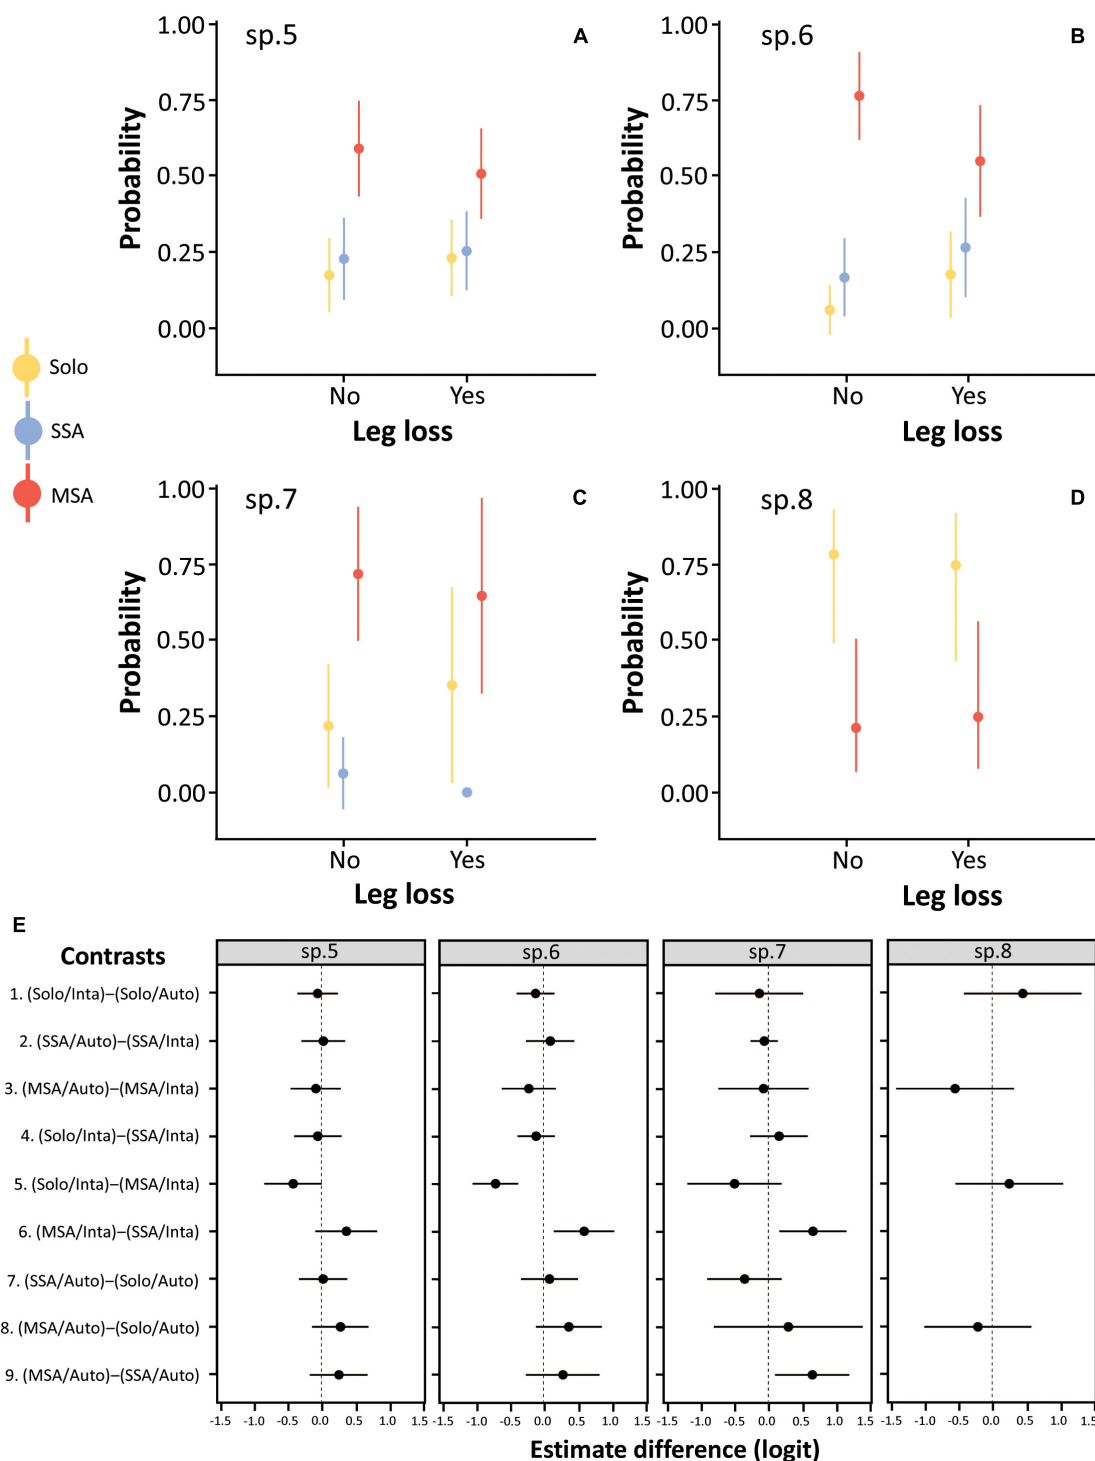 sp.5
A
1.00
0.75
0.50
0.25
0.00
Probability
No
Yes
Leg loss
sp.6
B
1.00
0.75
0.50
0.25
0.00
Probability
No
Yes
Leg loss
Solo
SSA
MSA
sp.7
C
1.00
0.75
0.50
0.25
0.00
Probability
No
Yes
Leg loss
sp.8
D
1.00
0.75
0.50
0.25
0.00
Probability
No
Yes
Leg loss
E
Contrasts
sp.5
sp.6
sp.7
sp.8
1. (Solo/Inta)–(Solo/Auto)
2. (SSA/Auto)–(SSA/Inta)
3. (MSA/Auto)–(MSA/Inta)
4. (Solo/Inta)–(SSA/Inta)
5. (Solo/Inta)–(MSA/Inta)
6. (MSA/Inta)–(SSA/Inta)
7. (SSA/Auto)–(Solo/Auto)
8. (MSA/Auto)–(Solo/Auto)
9. (MSA/Auto)–(SSA/Auto)
-1.5 -1.0 -0.5 0.0 0.5 1.0 1.5
-1.5 -1.0 -0.5 0.0 0.5 1.0 1.5
-1.5 -1.0 -0.5 0.0 0.5 1.0 1.5
-1.5 -1.0 -0.5 0.0 0.5 1.0 1.5
Estimate difference (logit)